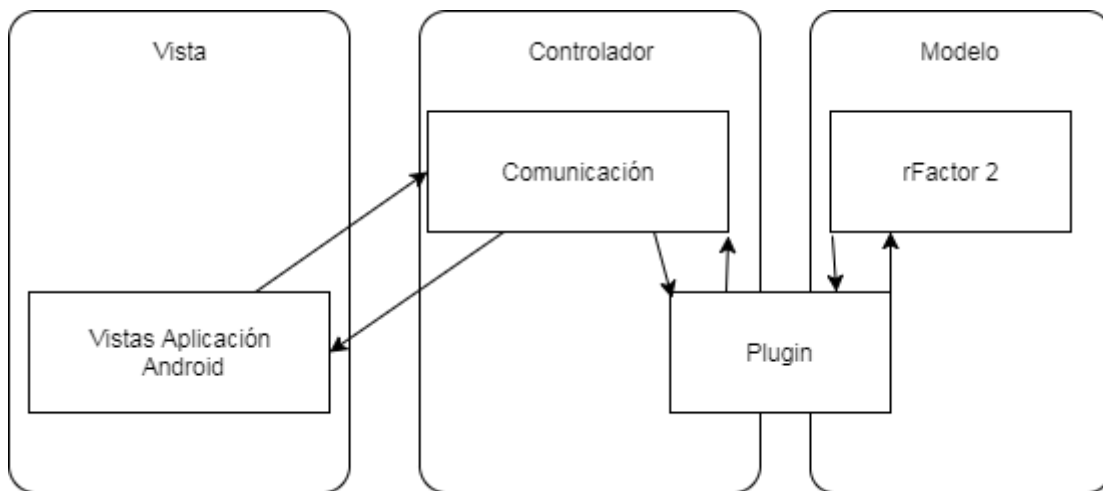 Vista
Controlador
Modelo
Comunicación
rFactor 2
Vistas Aplicación
Android
Plugin